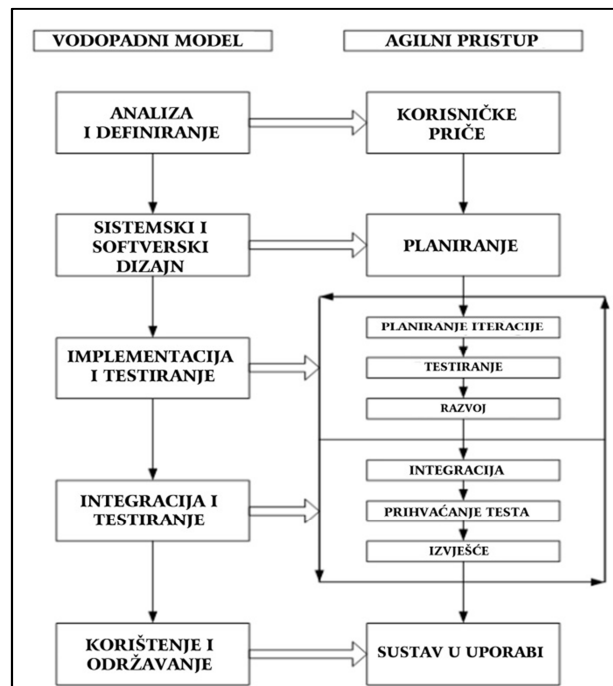 VODOPADNI MODEL
AGILNI PRISTUP
ANALIZA
I DEFINIRANJE
KORISNIČKE
PRIČE
SISTEMSKI I
SOFTVERSKI
DIZAJN
PLANIRANJE
IMPLEMENTACIJA
I TESTIRANJE
PLANIRANJE ITERACIJE
TESTIRANJE
RAZVOJ
INTEGRACIJA I
TESTIRANJE
INTEGRACIJA
PRIHVAĆANJE TESTA
IZVJEŠĆE
KORIŠTENJE I
ODRŽAVANJE
SUSTAV U UPORABI